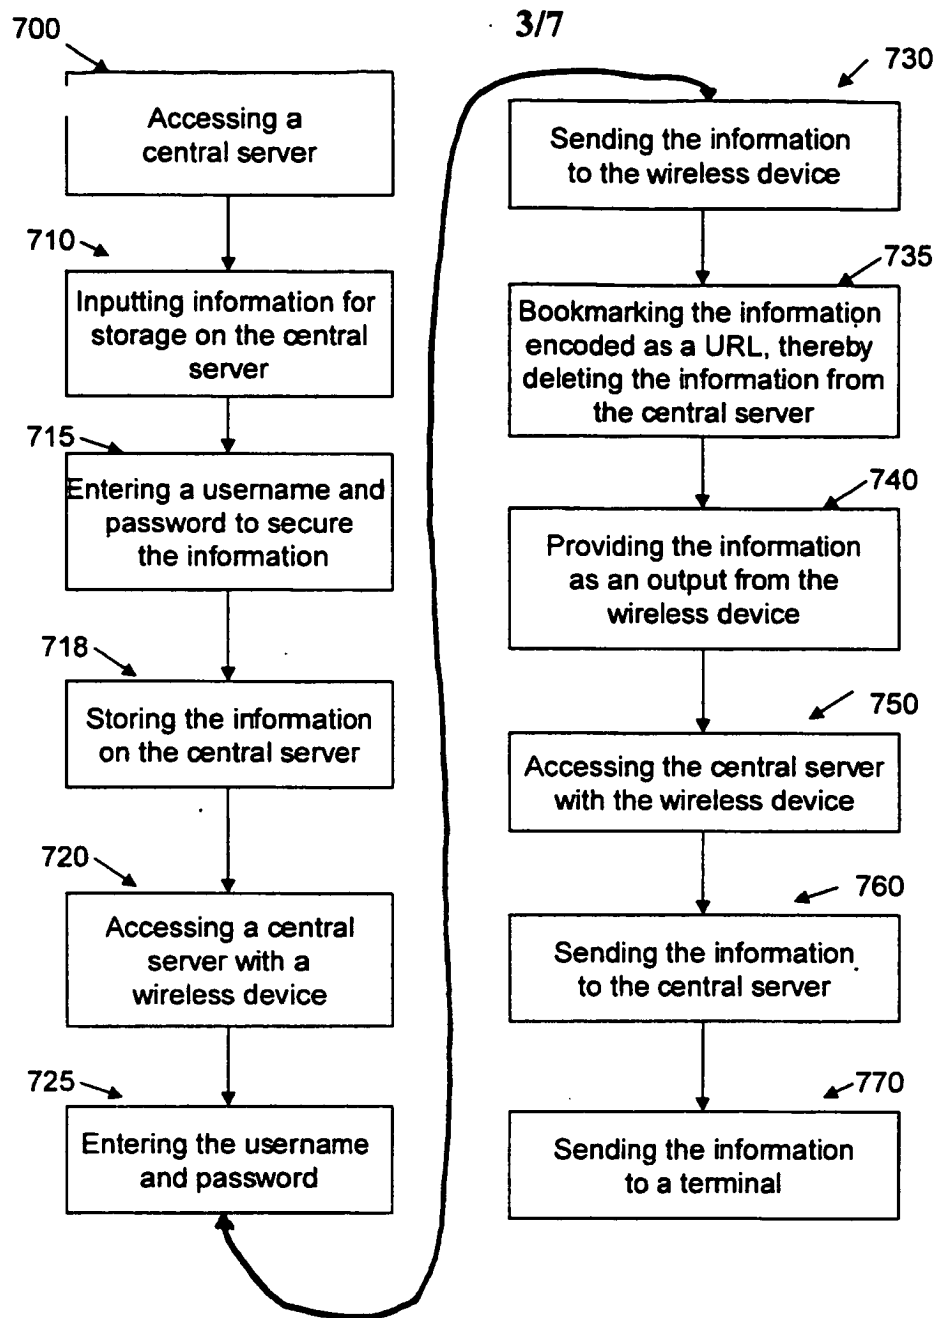 3/7
700
Accessing a
central server
710
Inputting information for
storage on the central
server
715
Entering a username and
password to secure
the information
718
Storing the information
on the central server
720
Accessing a central
server with a
wireless device
725
Entering the username
and password
730
Sending the information
to the wireless device
735
Bookmarking the information
encoded as a URL, thereby
deleting the information from
the central server
740
Providing the information
as an output from the
wireless device
750
Accessing the central server
with the wireless device
760
Sending the information
to the central server
770
Sending the information
to a terminal